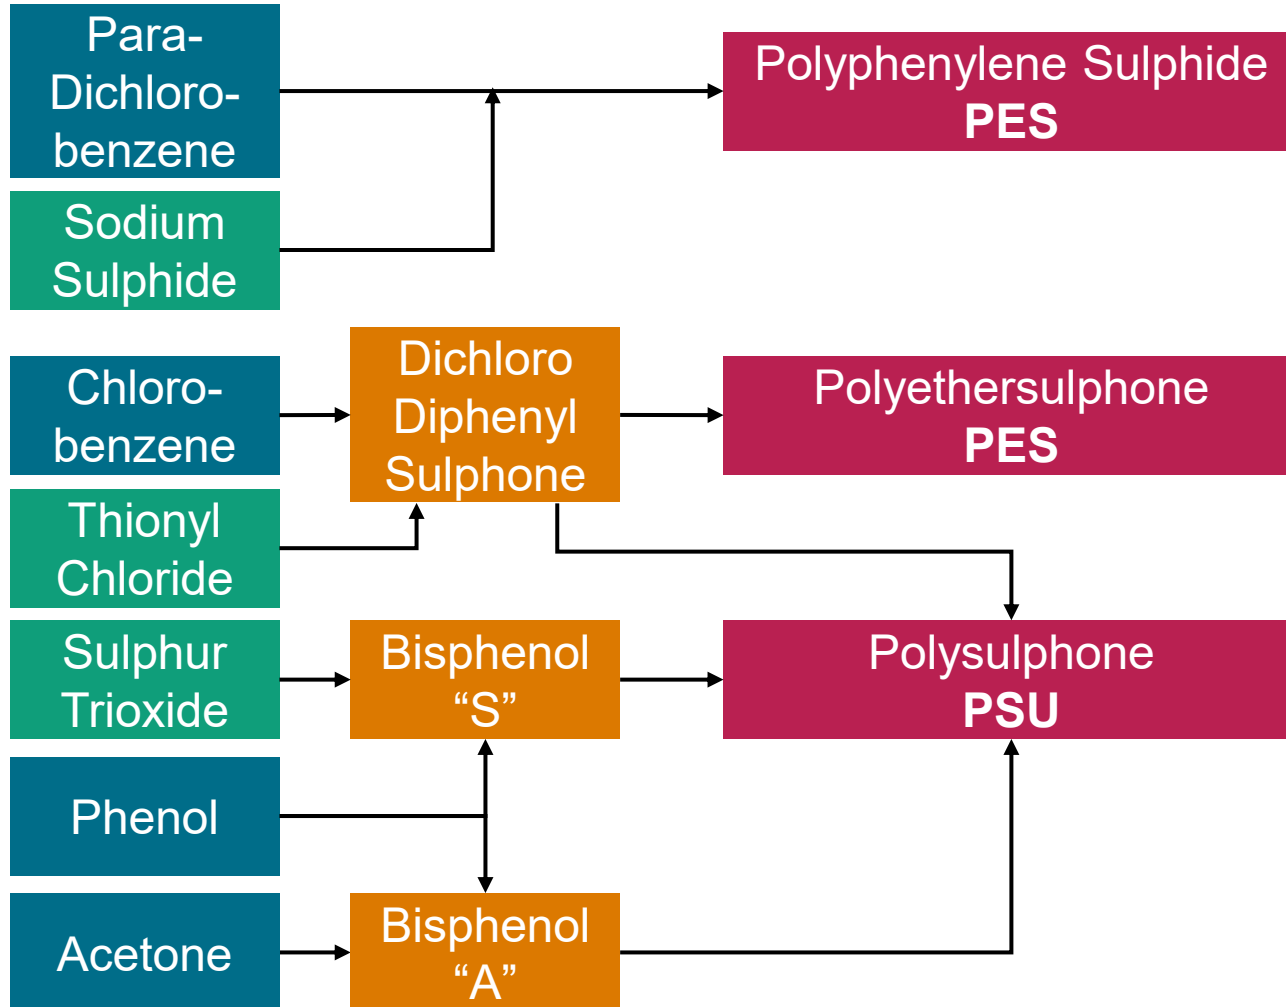 Para-
Dichloro-
benzene
Polyphenylene Sulphide
PES
Sodium
Sulphide
Chloro-
benzene
Dichloro
Diphenyl
Sulphone
Polyethersulphone
PES
Thionyl
Chloride
Sulphur
Trioxide
Bisphenol
“S”
Polysulphone
PSU
Phenol
Acetone
Bisphenol
“A”